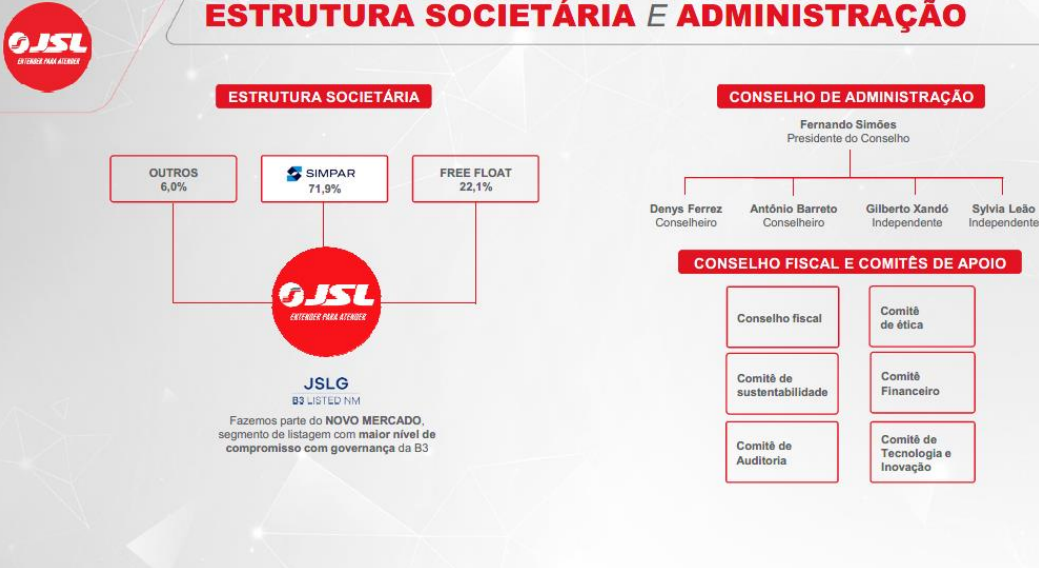 ESTRUTURA SOCIETÁRIA E ADMINISTRAÇÃO
JSL
ENTENDER PARA ATENDER
ESTRUTURA SOCIETÁRIA
OUTROS
6,0%
SIMPAR
71,9%
FREE FLOAT
22,1%
JSL
ENTENDER PARA ATENDER
JSLG
B3 LISTED NM
Fazemos parte do NOVO MERCADO,
segmento de listagem com maior nível de
compromisso com governança da B3
CONSELHO DE ADMINISTRAÇÃO
Fernando Simões
Presidente do Conselho
Denys Ferrez
Conselheiro
Antônio Barreto
Conselheiro
Gilberto Xandó
Independente
Sylvia Leão
Independente
CONSELHO FISCAL E COMITÊS DE APOIO
Conselho fiscal
Comitê
de ética
Comitê de
sustentabilidade
Comitê
Financeiro
Comitê de
Auditoria
Comitê de
Tecnologia e
Inovação